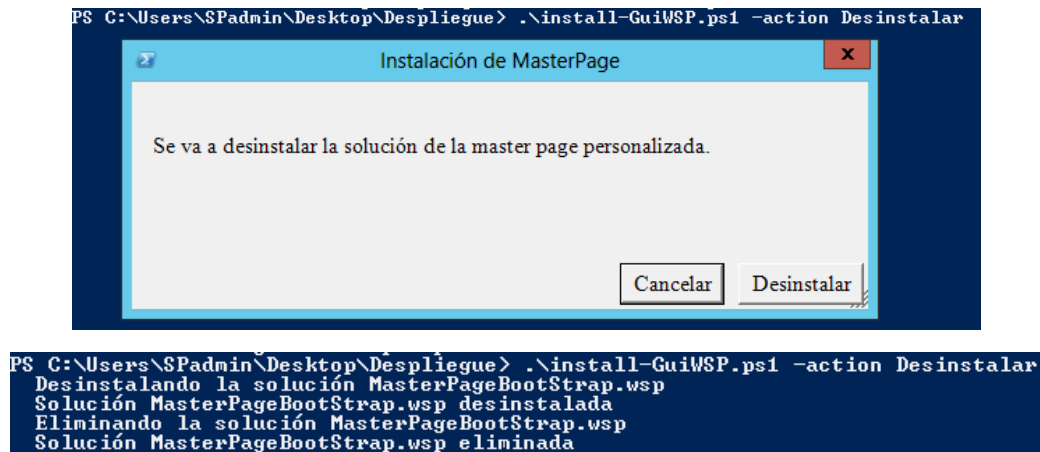 PS C:\Users\SPadmin\Desktop\Despliegue> .\install-GuiWSP.ps1 -action Desinstalar
Instalación de MasterPage
x
Se va a desinstalar la solución de la master page personalizada.
Cancelar Desinstalar
PS C:\Users\SPadmin\Desktop\Despliegue> .\install-GuiWSP.ps1 -action Desinstalar
Desinstalando la solución MasterPageBootStrap.wsp
Solución MasterPageBootStrap.wsp desinstalada
Eliminando la solución MasterPageBootStrap.wsp
Solución MasterPageBootStrap.wsp eliminada